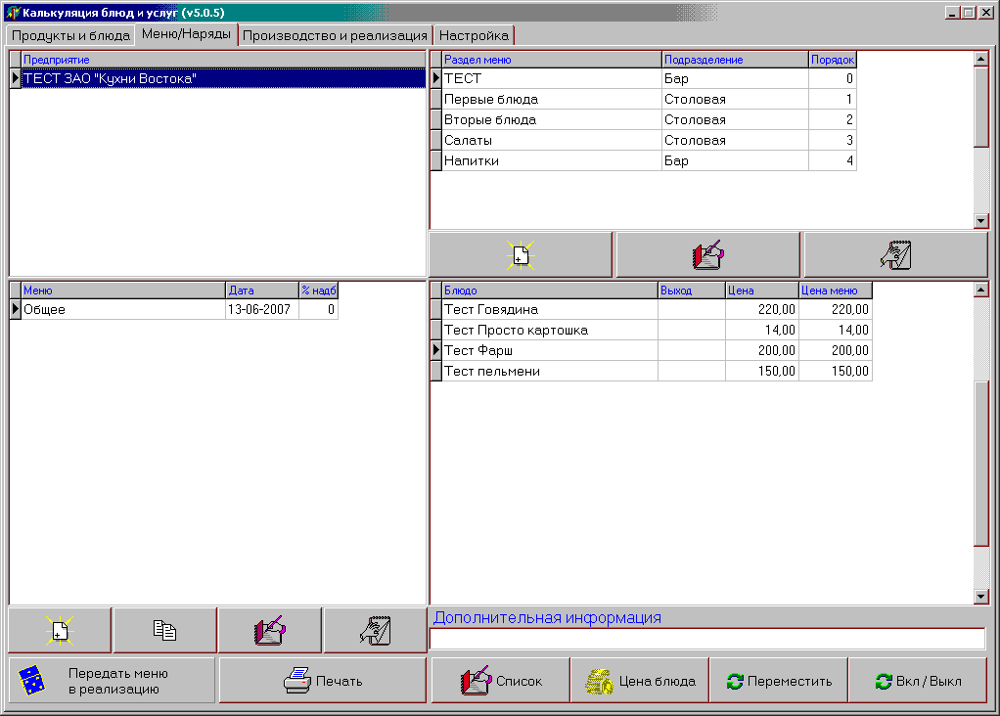 Калькуляция блюд и услуг (v5.0.5)
Продукты и блюда Меню/Наряды Производство и реализация Настройка
Предприятие
ТЕСТ ЗАО "Кухни Востока"
Раздел меню Подразделение Порядок
ТЕСТ Бар 0
Первые блюда Столовая 1
Вторые блюда Столовая 2
Салаты Столовая 3
Напитки Бар 4
Меню Дата % надб
Общее 13-06-2007 0
Блюдо Выход Цена Цена меню
Тест Говядина 220,00 220,00
Тест Просто картошка 14,00 14,00
Тест Фарш 200,00 200,00
Тест пельмени 150,00 150,00
Дополнительная информация
Передать меню
в реализацию
Печать
Список
Цена блюда
Переместить
Вкл / Выкл